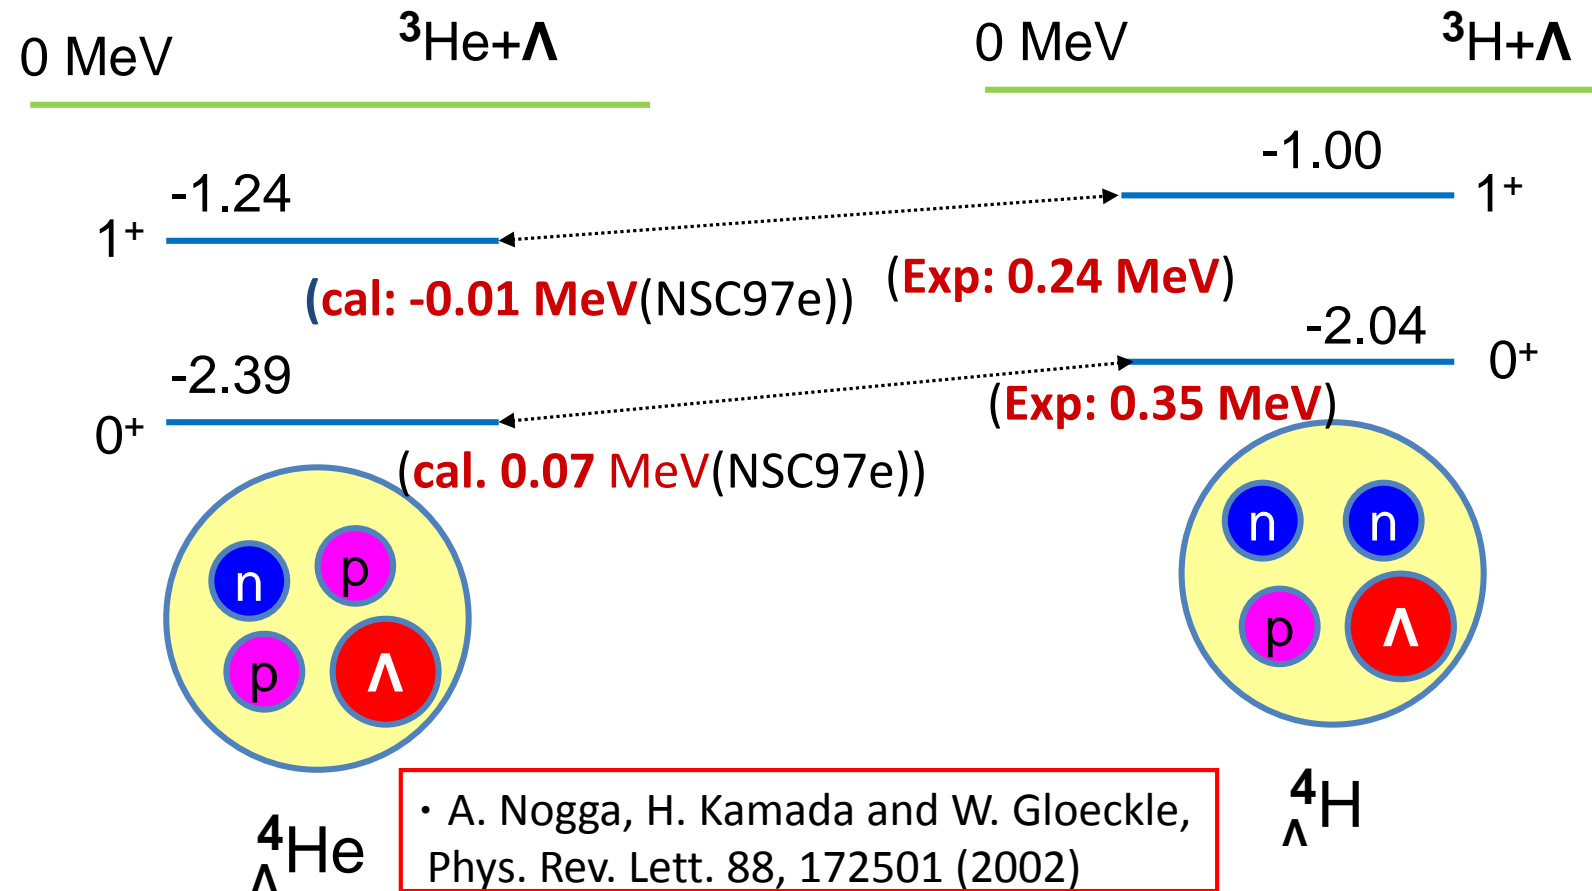 0 MeV
³He+Λ
0 MeV
³H+Λ
-1.24
1⁺
-1.00
1⁺
(cal: -0.01 MeV(NSC97e))
(Exp: 0.24 MeV)
-2.39
0⁺
-2.04
0⁺
(cal. 0.07 MeV(NSC97e))
(Exp: 0.35 MeV)
n
p
p
Λ
n
n
p
Λ
⁴ΛHe
⁴ΛH
・A. Nogga, H. Kamada and W. Gloeckle,
Phys. Rev. Lett. 88, 172501 (2002)